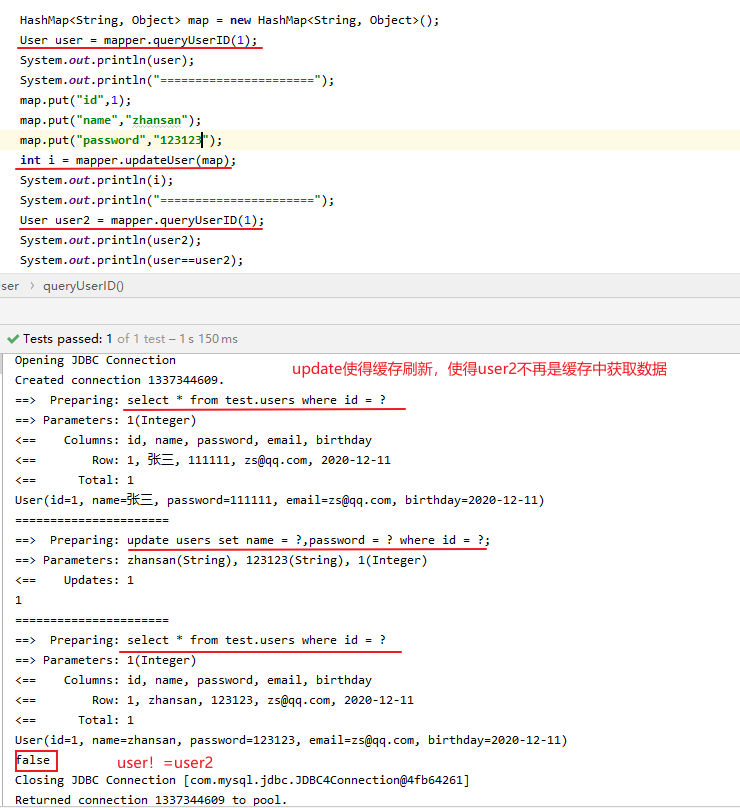 HashMap<String, Object> map = new HashMap<String, Object>();
User user = mapper.queryUserID(1);
System.out.println(user);
System.out.println("======================");
map.put("id",1);
map.put("name","zhansan");
map.put("password","123123");
int i = mapper.updateUser(map);
System.out.println(i);
System.out.println("======================");
User user2 = mapper.queryUserID(1);
System.out.println(user2);
System.out.println(user==user2);
ser › queryUserID()
Tests passed: 1 of 1 test – 1 s 150 ms
Opening JDBC Connection
update使得缓存刷新，使得user2不再是缓存中获取数据
Created connection 1337344609.
==>  Preparing: select * from test.users where id = ?
==> Parameters: 1(Integer)
<==    Columns: id, name, password, email, birthday
<==        Row: 1, 张三, 111111, zs@qq.com, 2020-12-11
<==      Total: 1
User(id=1, name=张三, password=111111, email=zs@qq.com, birthday=2020-12-11)
======================
==>  Preparing: update users set name = ?,password = ? where id = ?;
==> Parameters: zhansan(String), 123123(String), 1(Integer)
<==    Updates: 1
1
======================
==>  Preparing: select * from test.users where id = ?
==> Parameters: 1(Integer)
<==    Columns: id, name, password, email, birthday
<==        Row: 1, zhansan, 123123, zs@qq.com, 2020-12-11
<==      Total: 1
User(id=1, name=zhansan, password=123123, email=zs@qq.com, birthday=2020-12-11)
false
user！=user2
Closing JDBC Connection [com.mysql.jdbc.JDBC4Connection@4fb64261]
Returned connection 1337344609 to pool.